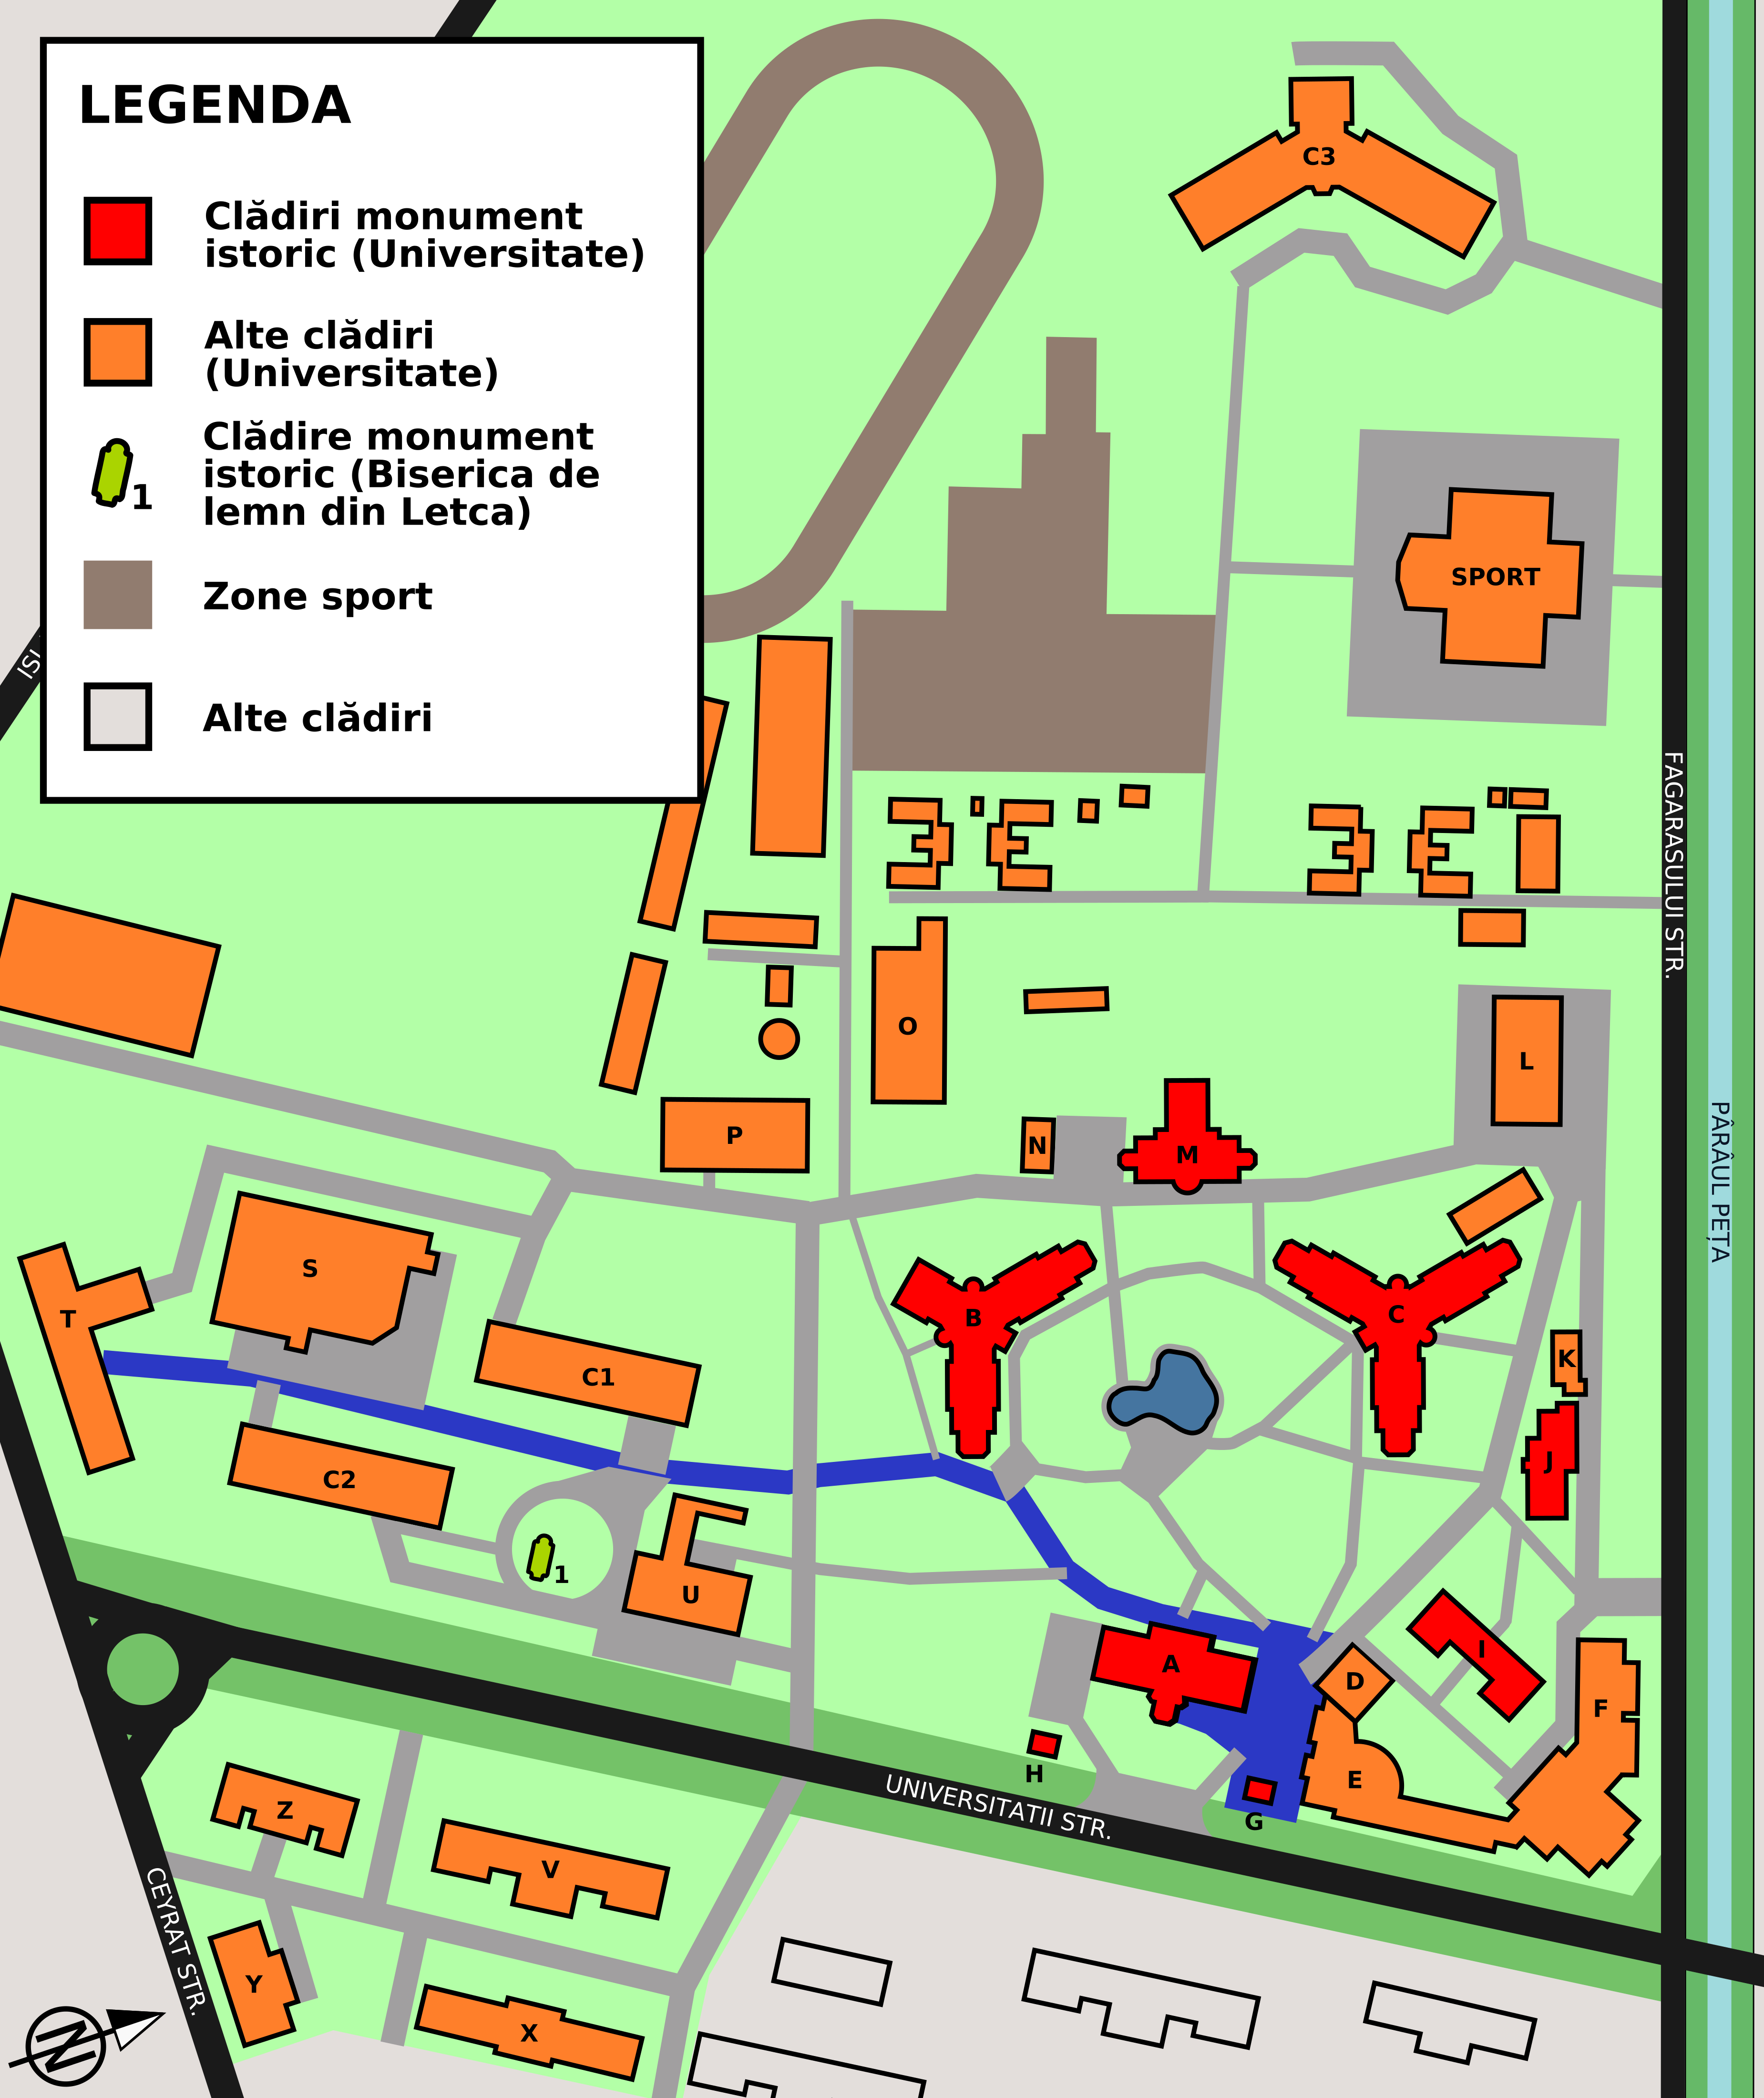 LEGENDA
Clădiri monument
istoric (Universitate)
Alte clădiri
(Universitate)
1
Clădire monument
istoric (Biserica de
lemn din Letca)
Zone sport
Alte clădiri
C3
SPORT
FAGARASULUI STR.
PÂRÂUL PEȚA
O
L
P
N
M
S
T
B
C
C1
K
C2
J
1
U
A
I
D
F
H
E
G
UNIVERSITATII STR.
Z
V
CEYRAT STR.
Y
X
N